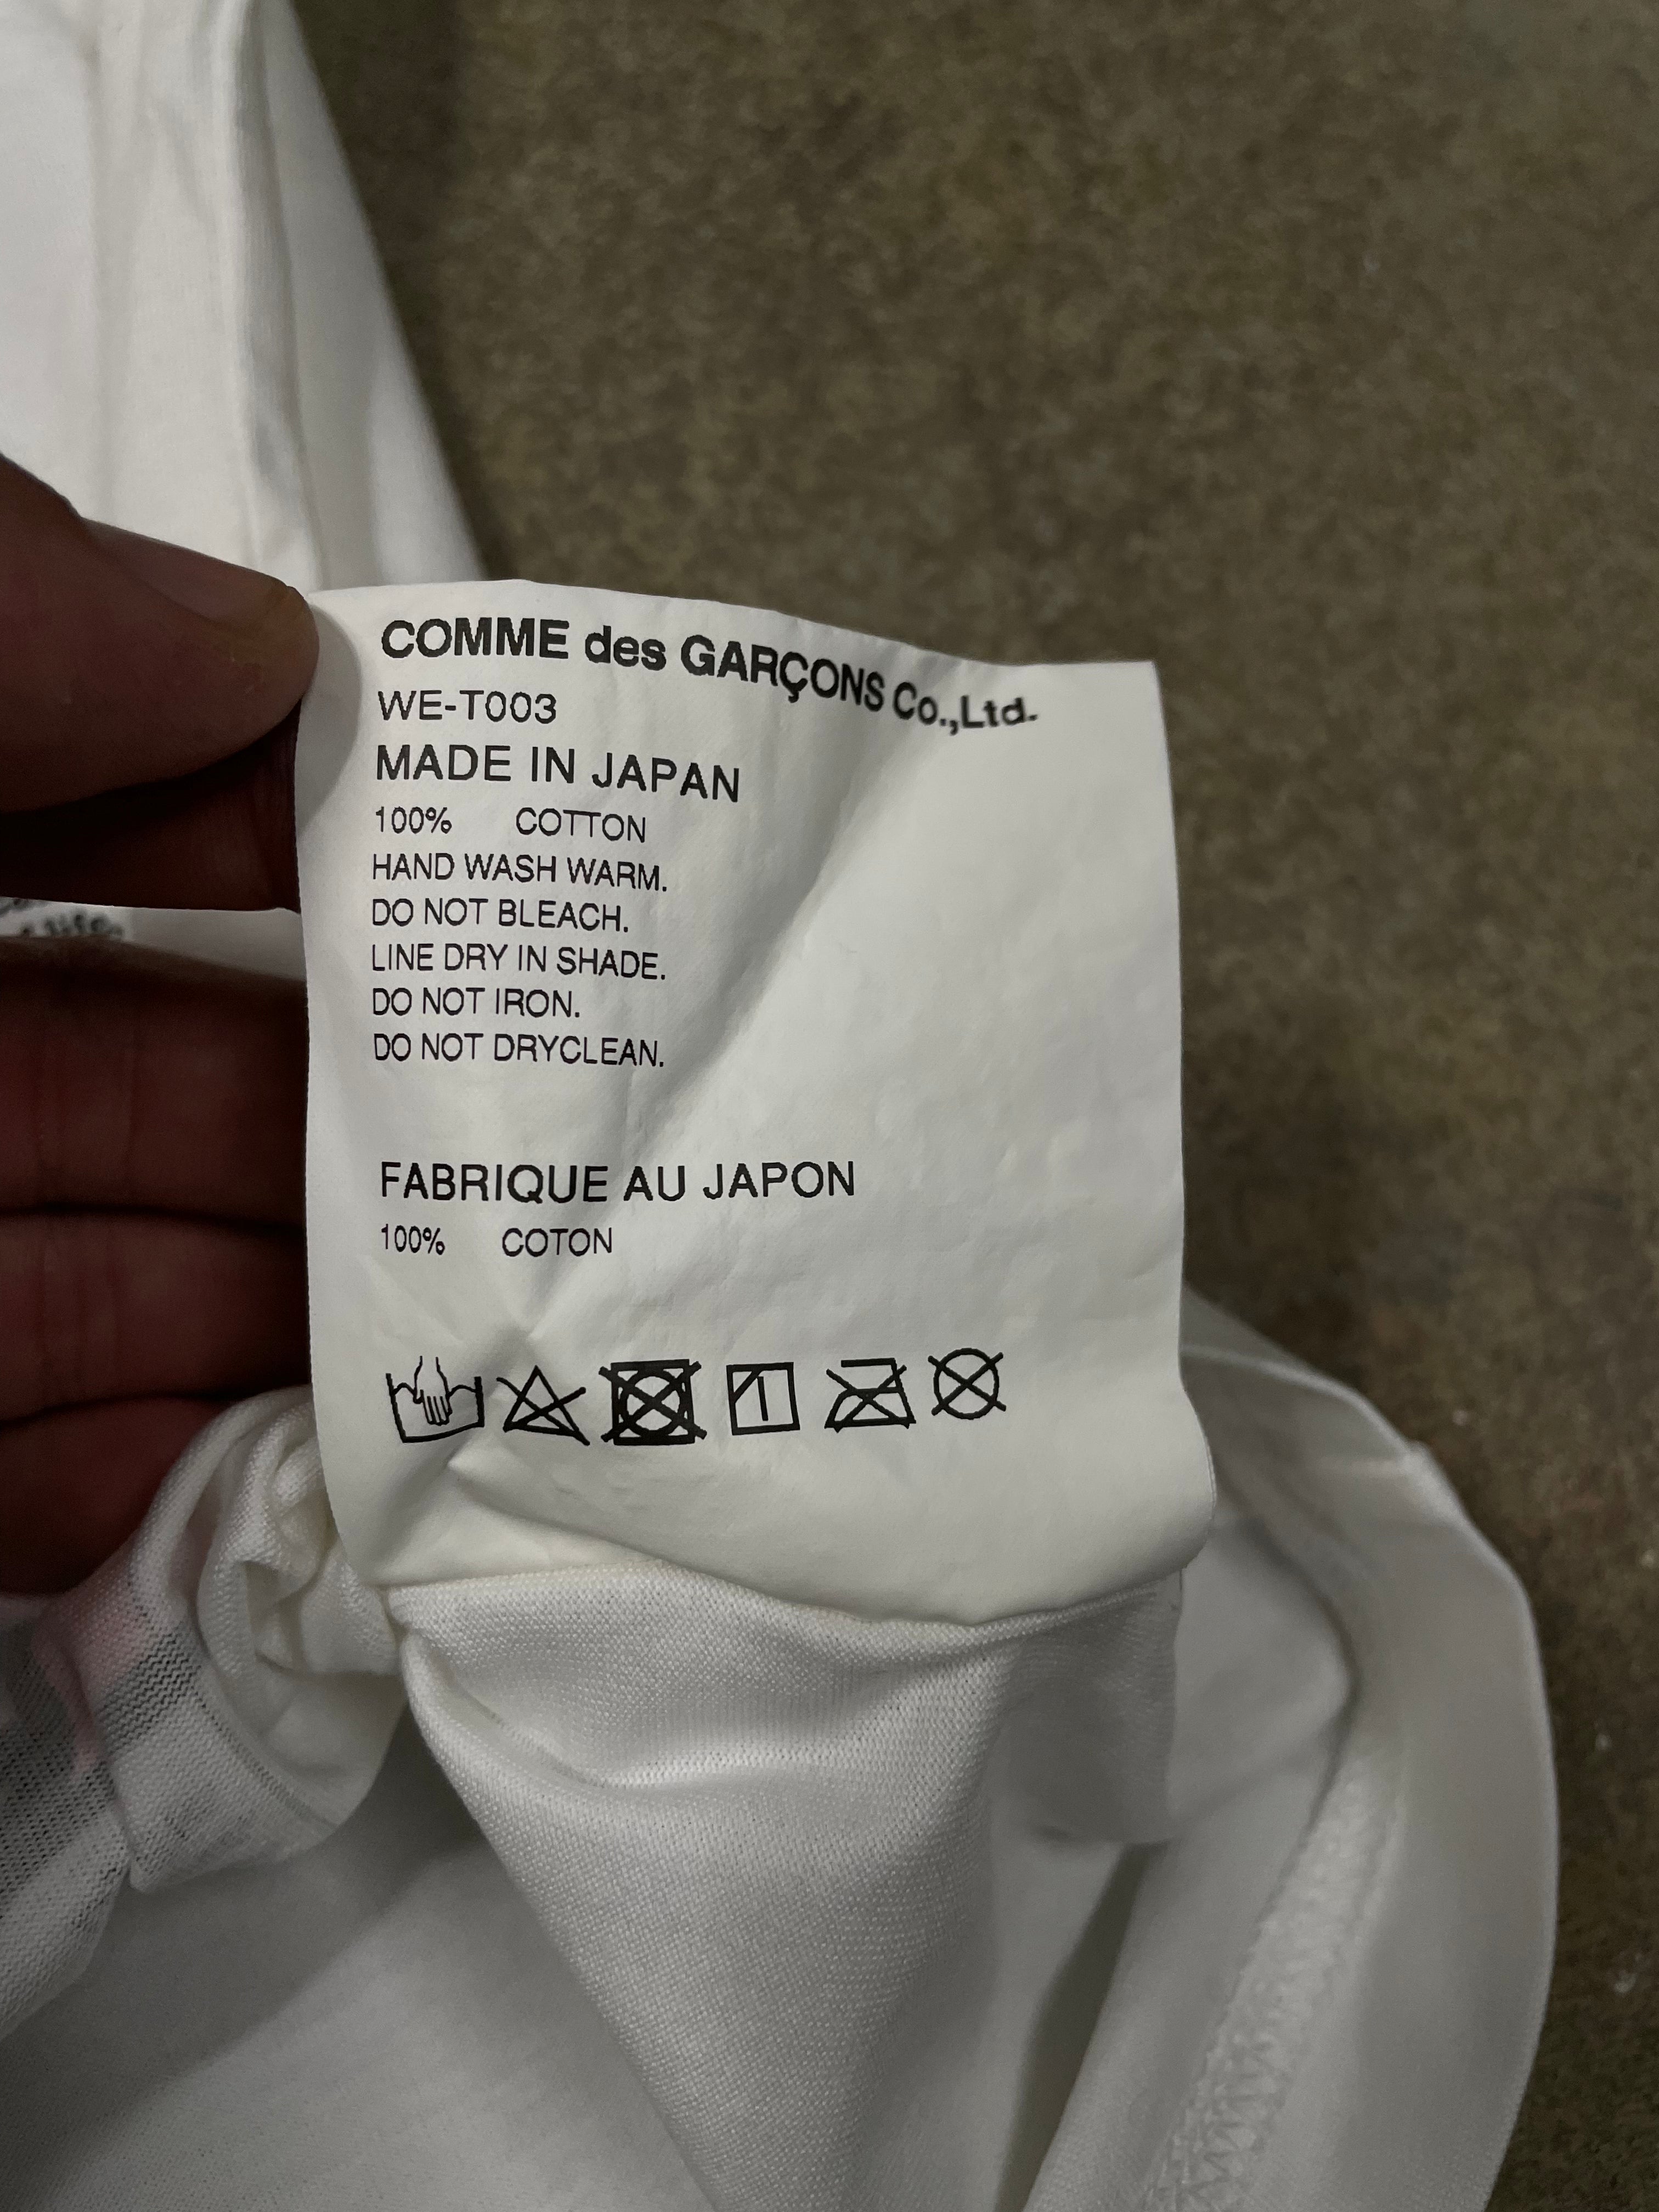 COMME des GARÇONS Co.,Ltd.
WE-T003
MADE IN JAPAN
100% COTTON
HAND WASH WARM.
DO NOT BLEACH.
LINE DRY IN SHADE.
DO NOT IRON.
DO NOT DRYCLEAN.
FABRIQUE AU JAPON
100% COTON
life